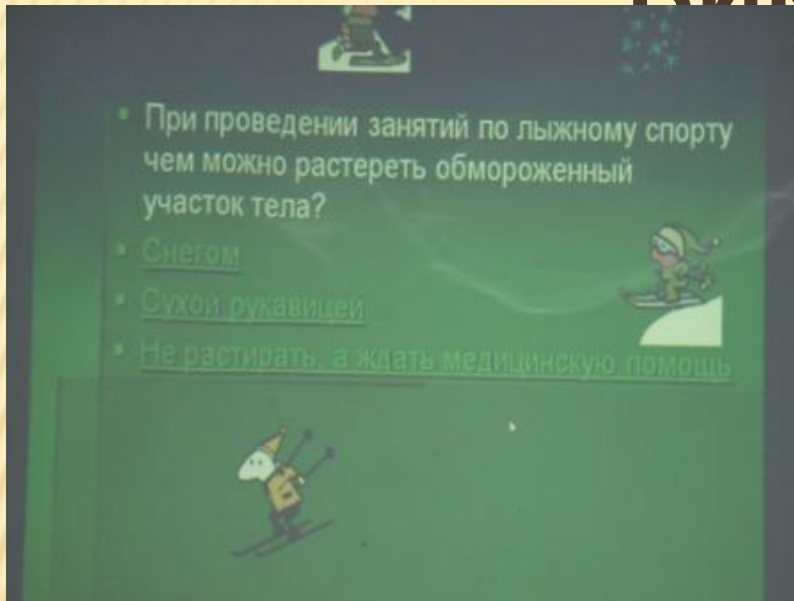 При проведении занятий по лыжному спорту
чем можно растереть обмороженный
участок тела?
Снегом
Сухой рукавицей
Не растирать, а ждать медицинскую помощь